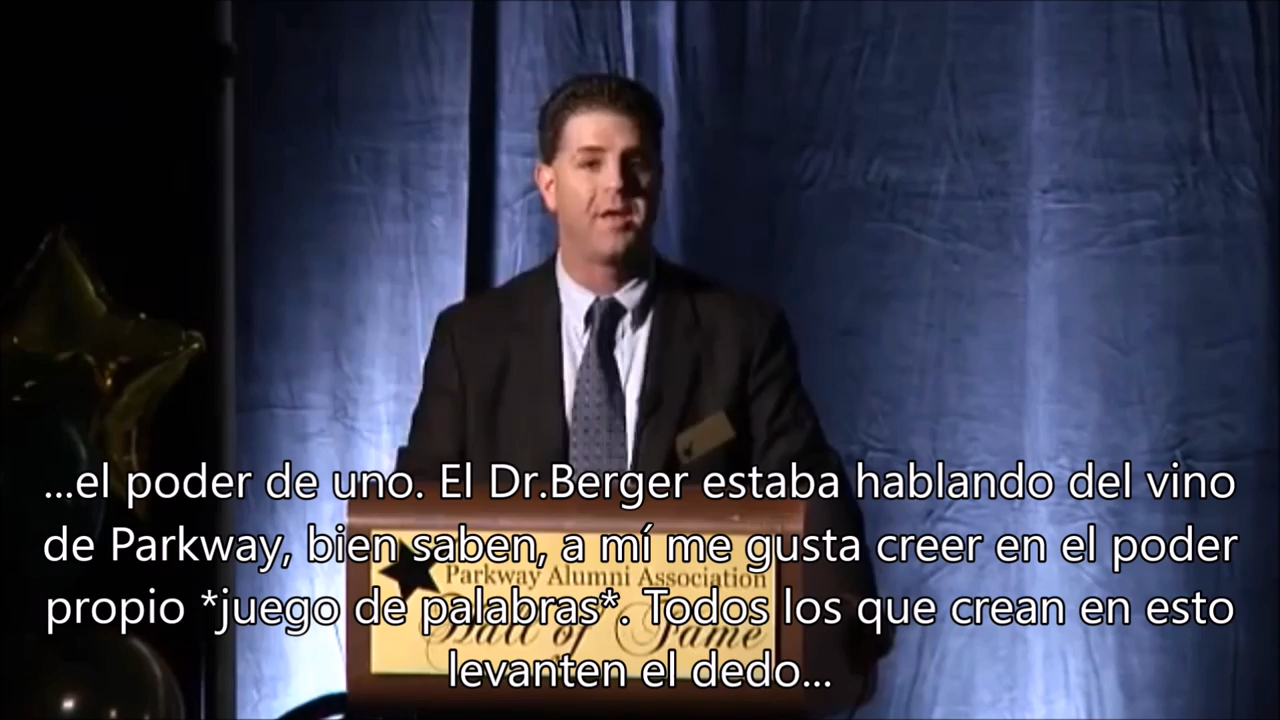 ...el poder de uno. El Dr.Berger estaba hablando del vino
de Parkway, bien saben, a mí me gusta creer en el poder
Parkway Alumni Association
propio *juego de palabras*. Todos los que crean en esto
Hall of Fame
levanten el dedo...